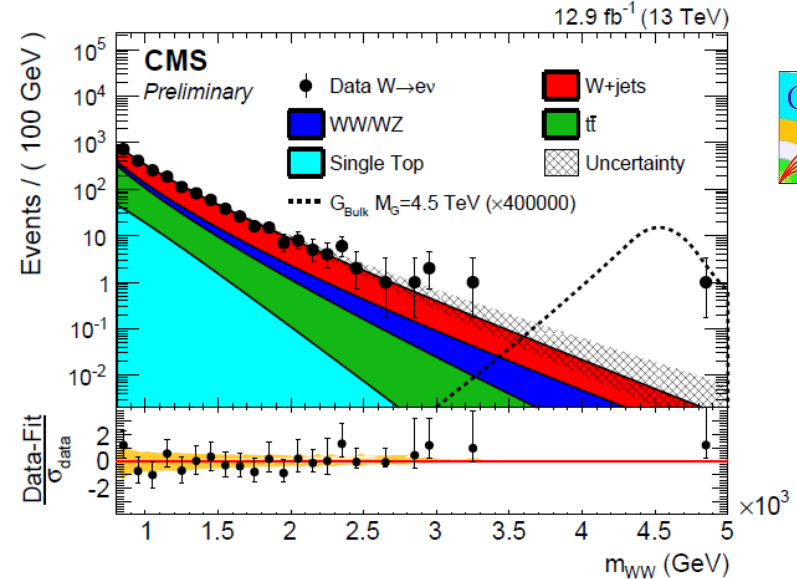 12.9 fb⁻¹ (13 TeV)
CMS
Preliminary
Data W→eν
W+jets
WW/WZ
tt̄
Single Top
Uncertainty
G_Bulk M_G=4.5 TeV (×400000)
Events / ( 100 GeV )
10⁵
10⁴
10³
10²
10
1
10⁻¹
10⁻²
Data-Fit
σ_data
2
0
-2
1 1.5 2 2.5 3 3.5 4 4.5 5
×10³
m_WW (GeV)